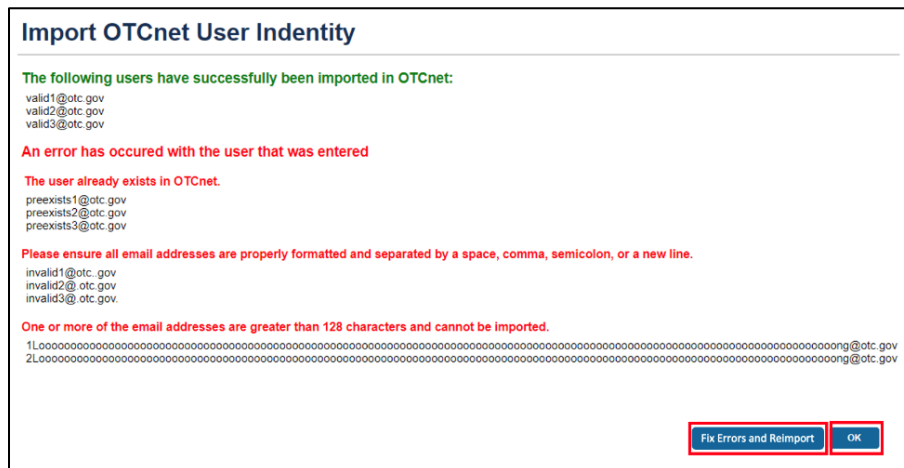 Import OTCnet User Indentity
The following users have successfully been imported in OTCnet:
valid1@otc.gov
valid2@otc.gov
valid3@otc.gov
An error has occured with the user that was entered
The user already exists in OTCnet.
preexists1@otc.gov
preexists2@otc.gov
preexists3@otc.gov
Please ensure all email addresses are properly formatted and separated by a space, comma, semicolon, or a new line.
invalid1@otc..gov
invalid2@.otc.gov
invalid3@.otc.gov.
One or more of the email addresses are greater than 128 characters and cannot be imported.
Fix Errors and Reimport OK